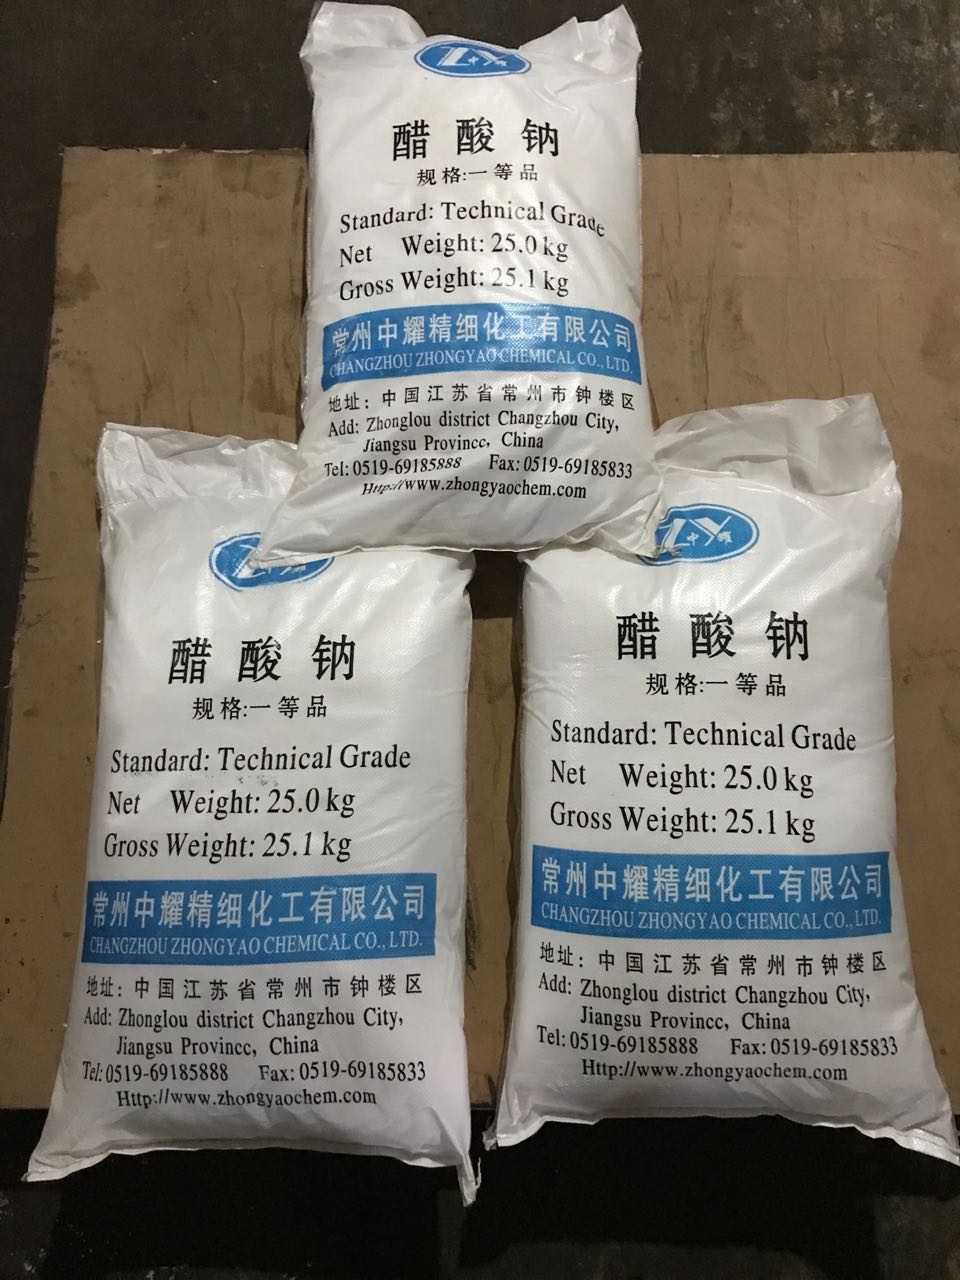 ZX
中耀
醋酸钠
规格:一等品
Standard: Technical Grade
Net Weight: 25.0 kg
Gross Weight: 25.1 kg
常州中耀精细化工有限公司
CHANGZHOU ZHONGYAO CHEMICAL CO., LTD.
地址：中国江苏省常州市钟楼区
Add: Zhonglou district Changzhou City,
Jiangsu Provincc, China
Tel: 0519-69185888 Fax: 0519-69185833
Http://www.zhongyaochem.com
ZX
醋酸钠
规格:一等品
Standard: Technical Grade
Net Weight: 25.0 kg
Gross Weight: 25.1 kg
常州中耀精细化工有限公司
CHANGZHOU ZHONGYAO CHEMICAL CO., LTD.
地址：中国江苏省常州市钟楼区
Add: Zhonglou district Changzhou City,
Jiangsu Provincc, China
Tel: 0519-69185888 Fax: 0519-69185833
Http://www.zhongyaochem.com
ZX
中耀
醋酸钠
规格:一等品
Standard: Technical Grade
Net Weight: 25.0 kg
Gross Weight: 25.1 kg
常州中耀精细化工有限公司
CHANGZHOU ZHONGYAO CHEMICAL CO., LTD.
地址：中国江苏省常州市钟楼区
Add: Zhonglou district Changzhou City,
Jiangsu Provincc, China
Tel: 0519-69185888 Fax: 0519-69185833
Http://www.zhongyaochem.com